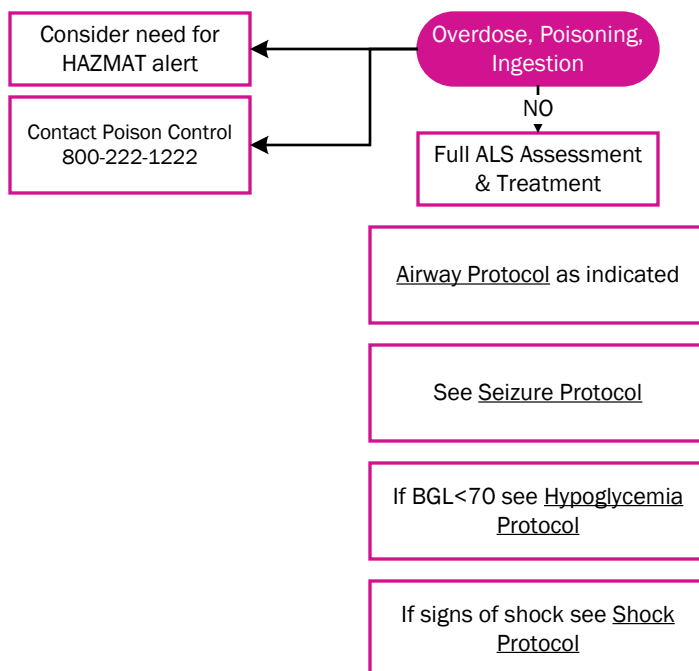 Consider need for
HAZMAT alert
Overdose, Poisoning,
Ingestion
Contact Poison Control
800-222-1222
NO
Full ALS Assessment
& Treatment
Airway Protocol as indicated
See Seizure Protocol
If BGL<70 see Hypoglycemia
Protocol
If signs of shock see Shock
Protocol